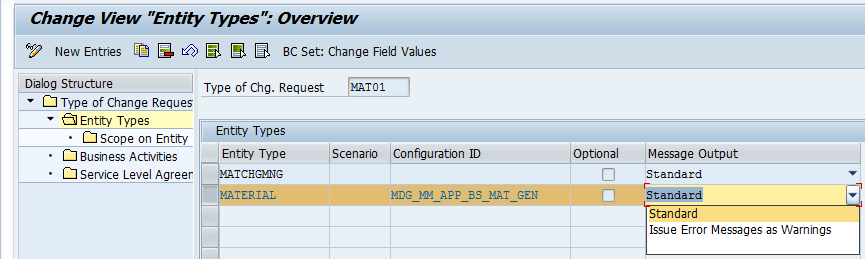 Change View "Entity Types": Overview
New Entries BC Set: Change Field Values
Dialog Structure
Type of Change Reques
Entity Types
Scope on Entity
Business Activities
Service Level Agreen
Type of Chg. Request MAT01
Entity Types
Entity Type Scenario Configuration ID Optional Message Output
MATCHGMNG Standard
MATERIAL MDG_MM_APP_BS_MAT_GEN Standard
Standard
Issue Error Messages as Warnings